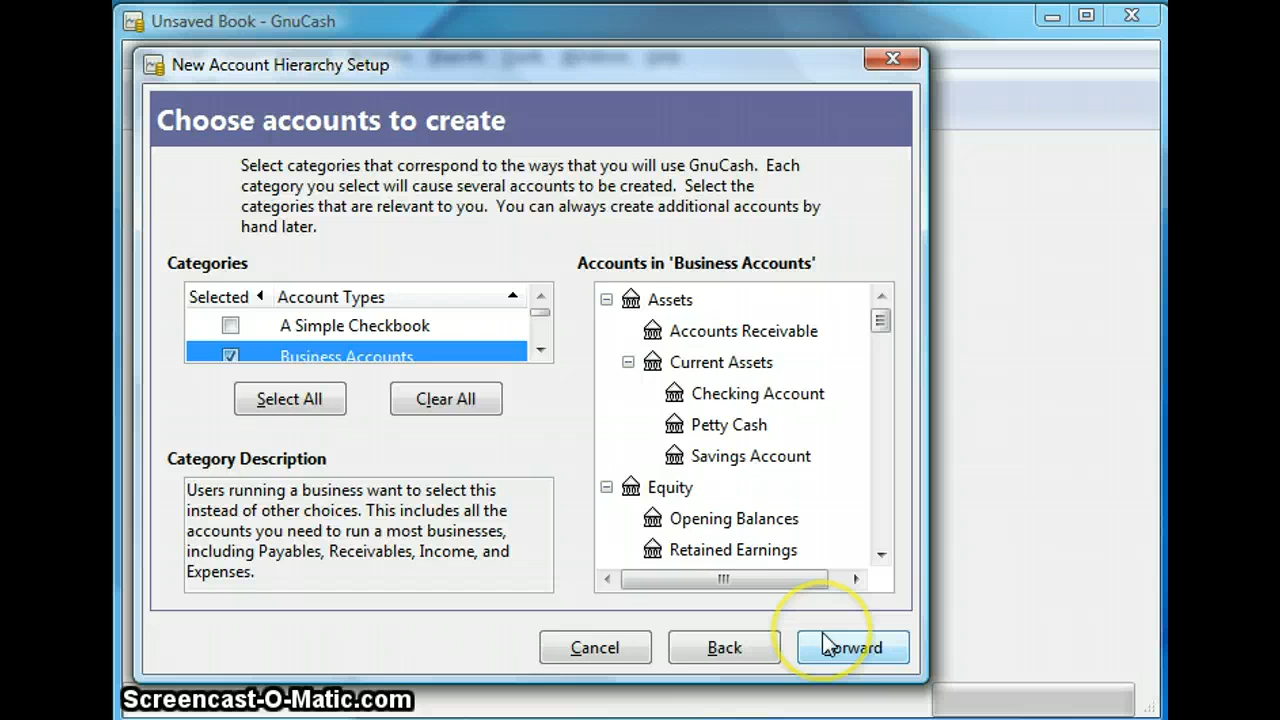 Unsaved Book - GnuCash
New Account Hierarchy Setup
Choose accounts to create
Select categories that correspond to the ways that you will use GnuCash. Each
category you select will cause several accounts to be created. Select the
categories that are relevant to you. You can always create additional accounts by
hand later.
Categories
Selected
Account Types
A Simple Checkbook
Business Accounts
Select All
Clear All
Category Description
Users running a business want to select this
instead of other choices. This includes all the
accounts you need to run a most businesses,
including Payables, Receivables, Income, and
Expenses.
Accounts in 'Business Accounts'
Assets
Accounts Receivable
Current Assets
Checking Account
Petty Cash
Savings Account
Equity
Opening Balances
Retained Earnings
Cancel
Back
Forward
Screencast-O-Matic.com